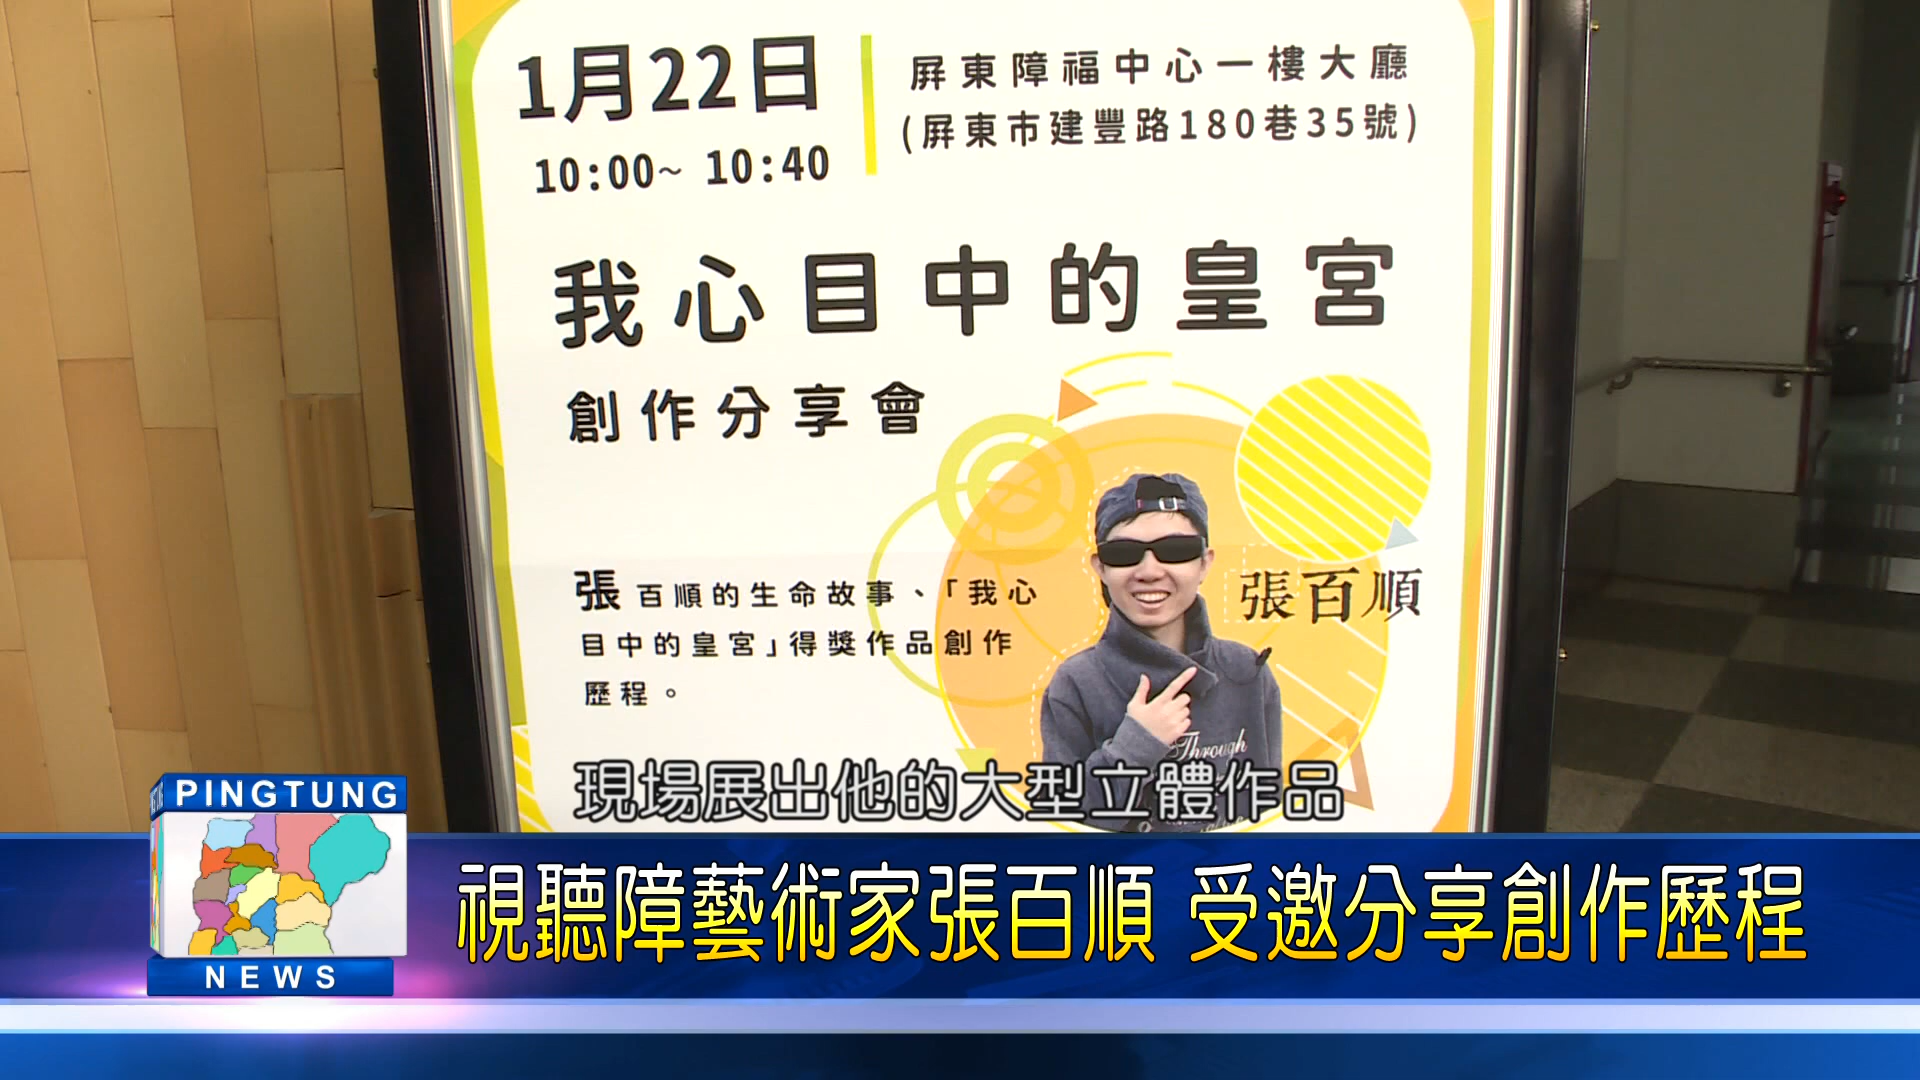 1月22日
10:00~ 10:40
屏東障福中心一樓大廳
(屏東市建豐路180巷35號)
我心目中的皇宮
創作分享會
張百順的生命故事、「我心
目中的皇宮」得獎作品創作
歷程。
張百順
Through
現場展出他的大型立體作品
PINGTUNG
NEWS
視聽障藝術家張百順 受邀分享創作歷程